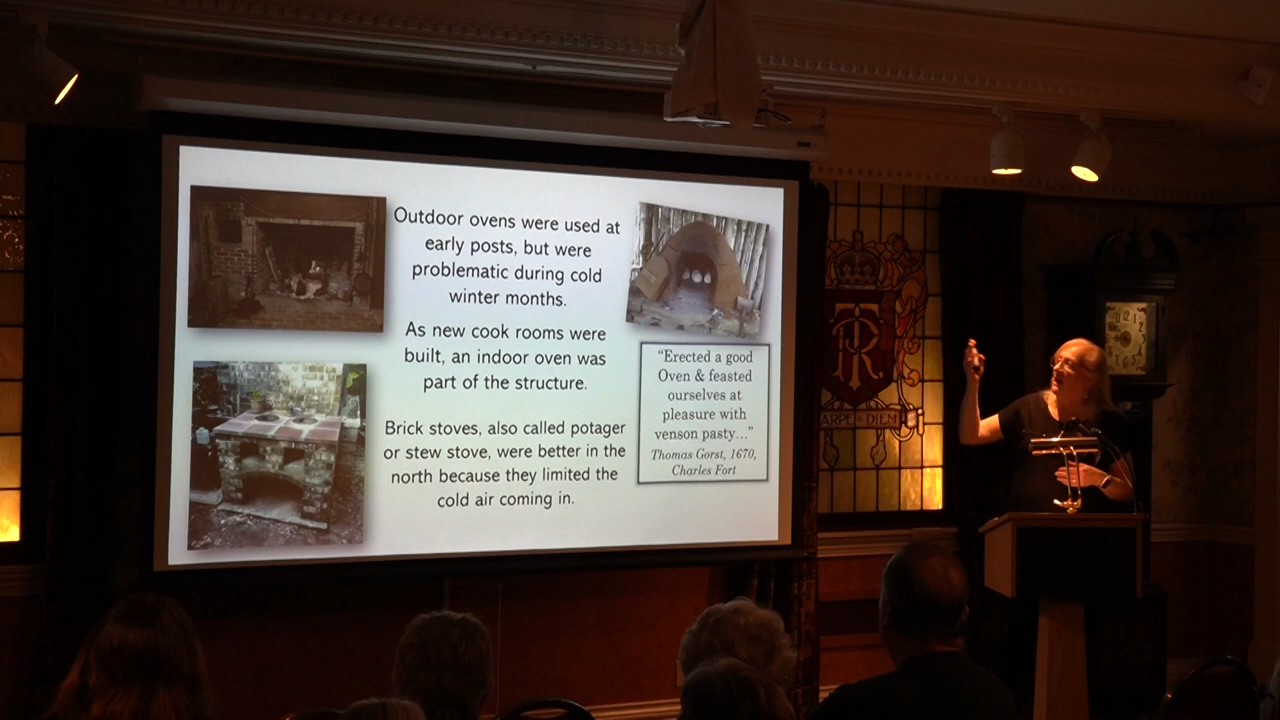 Outdoor ovens were used at
early posts, but were
problematic during cold
winter months.
As new cook rooms were
built, an indoor oven was
part of the structure.
Brick stoves, also called potager
or stew stove, were better in the
north because they limited the
cold air coming in.
“Erected a good
Oven & feasted
ourselves at
pleasure with
venson pasty...”
Thomas Gorst, 1670,
Charles Fort
ARPE DIEM